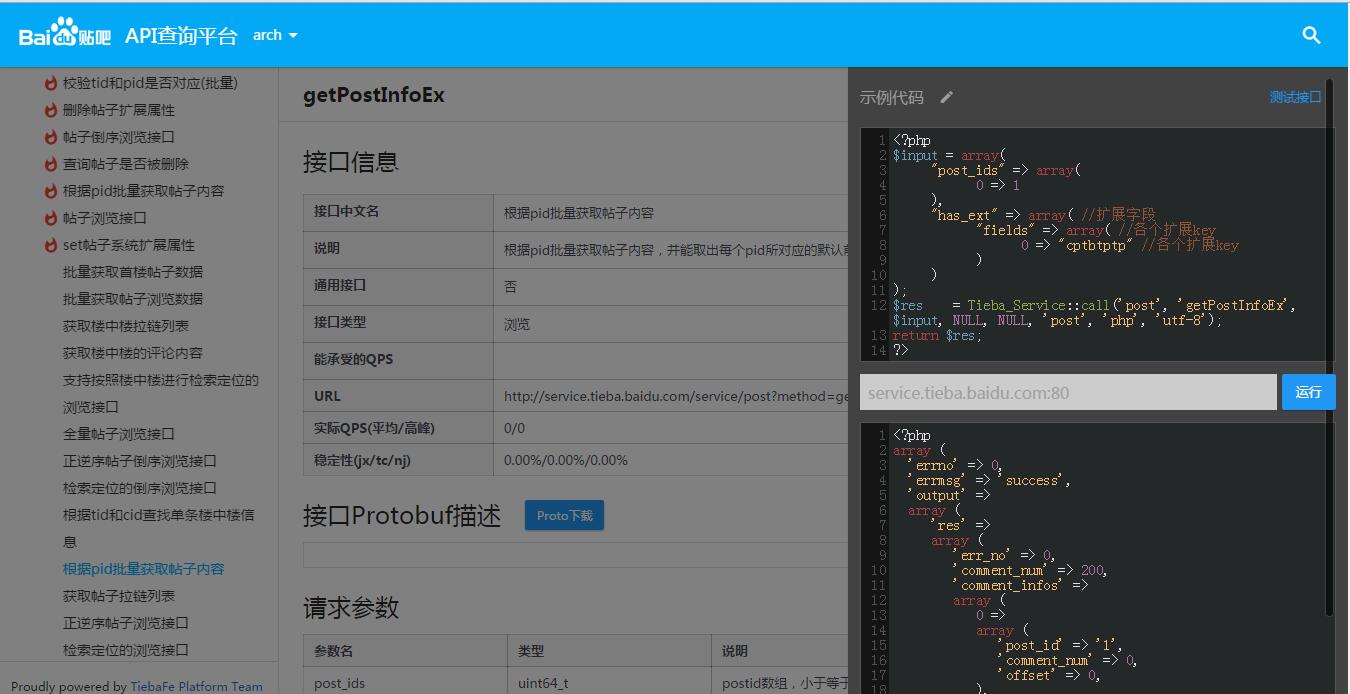 Bai du 贴吧 API查询平台 arch
校验tid和pid是否对应(批量)
删除帖子扩展属性
帖子倒序浏览接口
查询帖子是否被删除
根据pid批量获取帖子内容
帖子浏览接口
set帖子系统扩展属性
批量获取首楼帖子数据
批量获取帖子浏览数据
获取楼中楼拉链列表
获取楼中楼的评论内容
支持按照楼中楼进行检索定位的
浏览接口
全量帖子浏览接口
正逆序帖子倒序浏览接口
检索定位的倒序浏览接口
根据tid和cid查找单条楼中楼信
息
根据pid批量获取帖子内容
获取帖子拉链列表
正逆序帖子浏览接口
检索定位的浏览接口
Proudly powered by TiebaFe Platform Team
getPostInfoEx
接口信息
接口中文名 根据pid批量获取帖子内容
说明 根据pid批量获取帖子内容，并能取出每个pid所对应的默认
通用接口 否
接口类型 浏览
能承受的QPS
URL http://service.tieba.baidu.com/service/post?method=ge
实际QPS(平均/高峰) 0/0
稳定性(jx/tc/nj) 0.00%/0.00%/0.00%
接口Protobuf描述 Proto下载
请求参数
参数名 类型 说明
post_ids uint64_t postid数组，小于等于
示例代码 测试接口
1 <?php
2 $input = array(
3 "post_ids" => array(
4 0 => 1
5 ),
6 "has_ext" => array( //扩展字段
7 "fields" => array( //各个扩展key
8 0 => "cptbtptp" //各个扩展key
9 )
10 )
11 );
12 $res = Tieba_Service::call('post', 'getPostInfoEx',
$input, NULL, NULL, 'post', 'php', 'utf-8');
13 return $res;
14 ?>
service.tieba.baidu.com:80 运行
1 <?php
2 array (
3 'errno' => 0,
4 'errmsg' => 'success',
5 'output' =>
6 array (
7 'res' =>
8 array (
9 'err_no' => 0,
10 'comment_num' => 200,
11 'comment_infos' =>
12 array (
13 0 =>
14 array (
15 'post_id' => '1',
16 'comment_num' => 0,
17 'offset' => 0,
18 ),